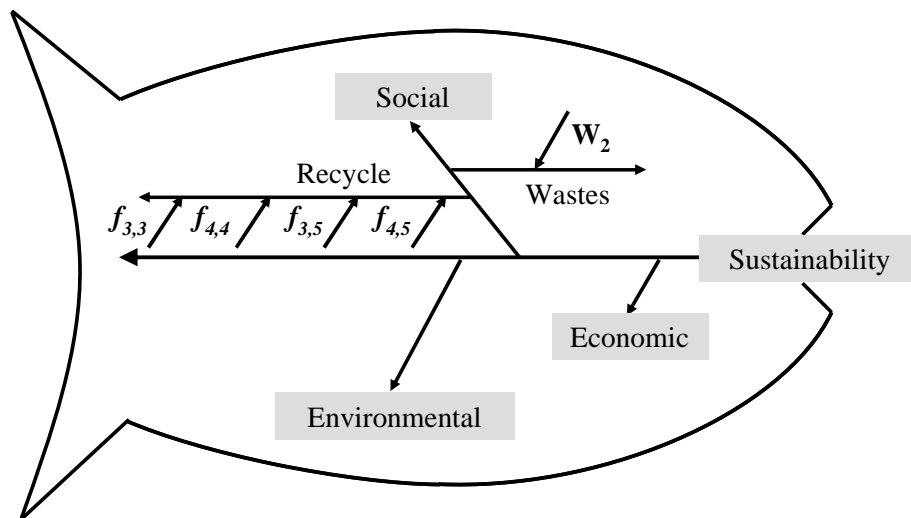 Social
W₂
Recycle
Wastes
f₃,₃ f₄,₄ f₃,₅ f₄,₅
Sustainability
Economic
Environmental